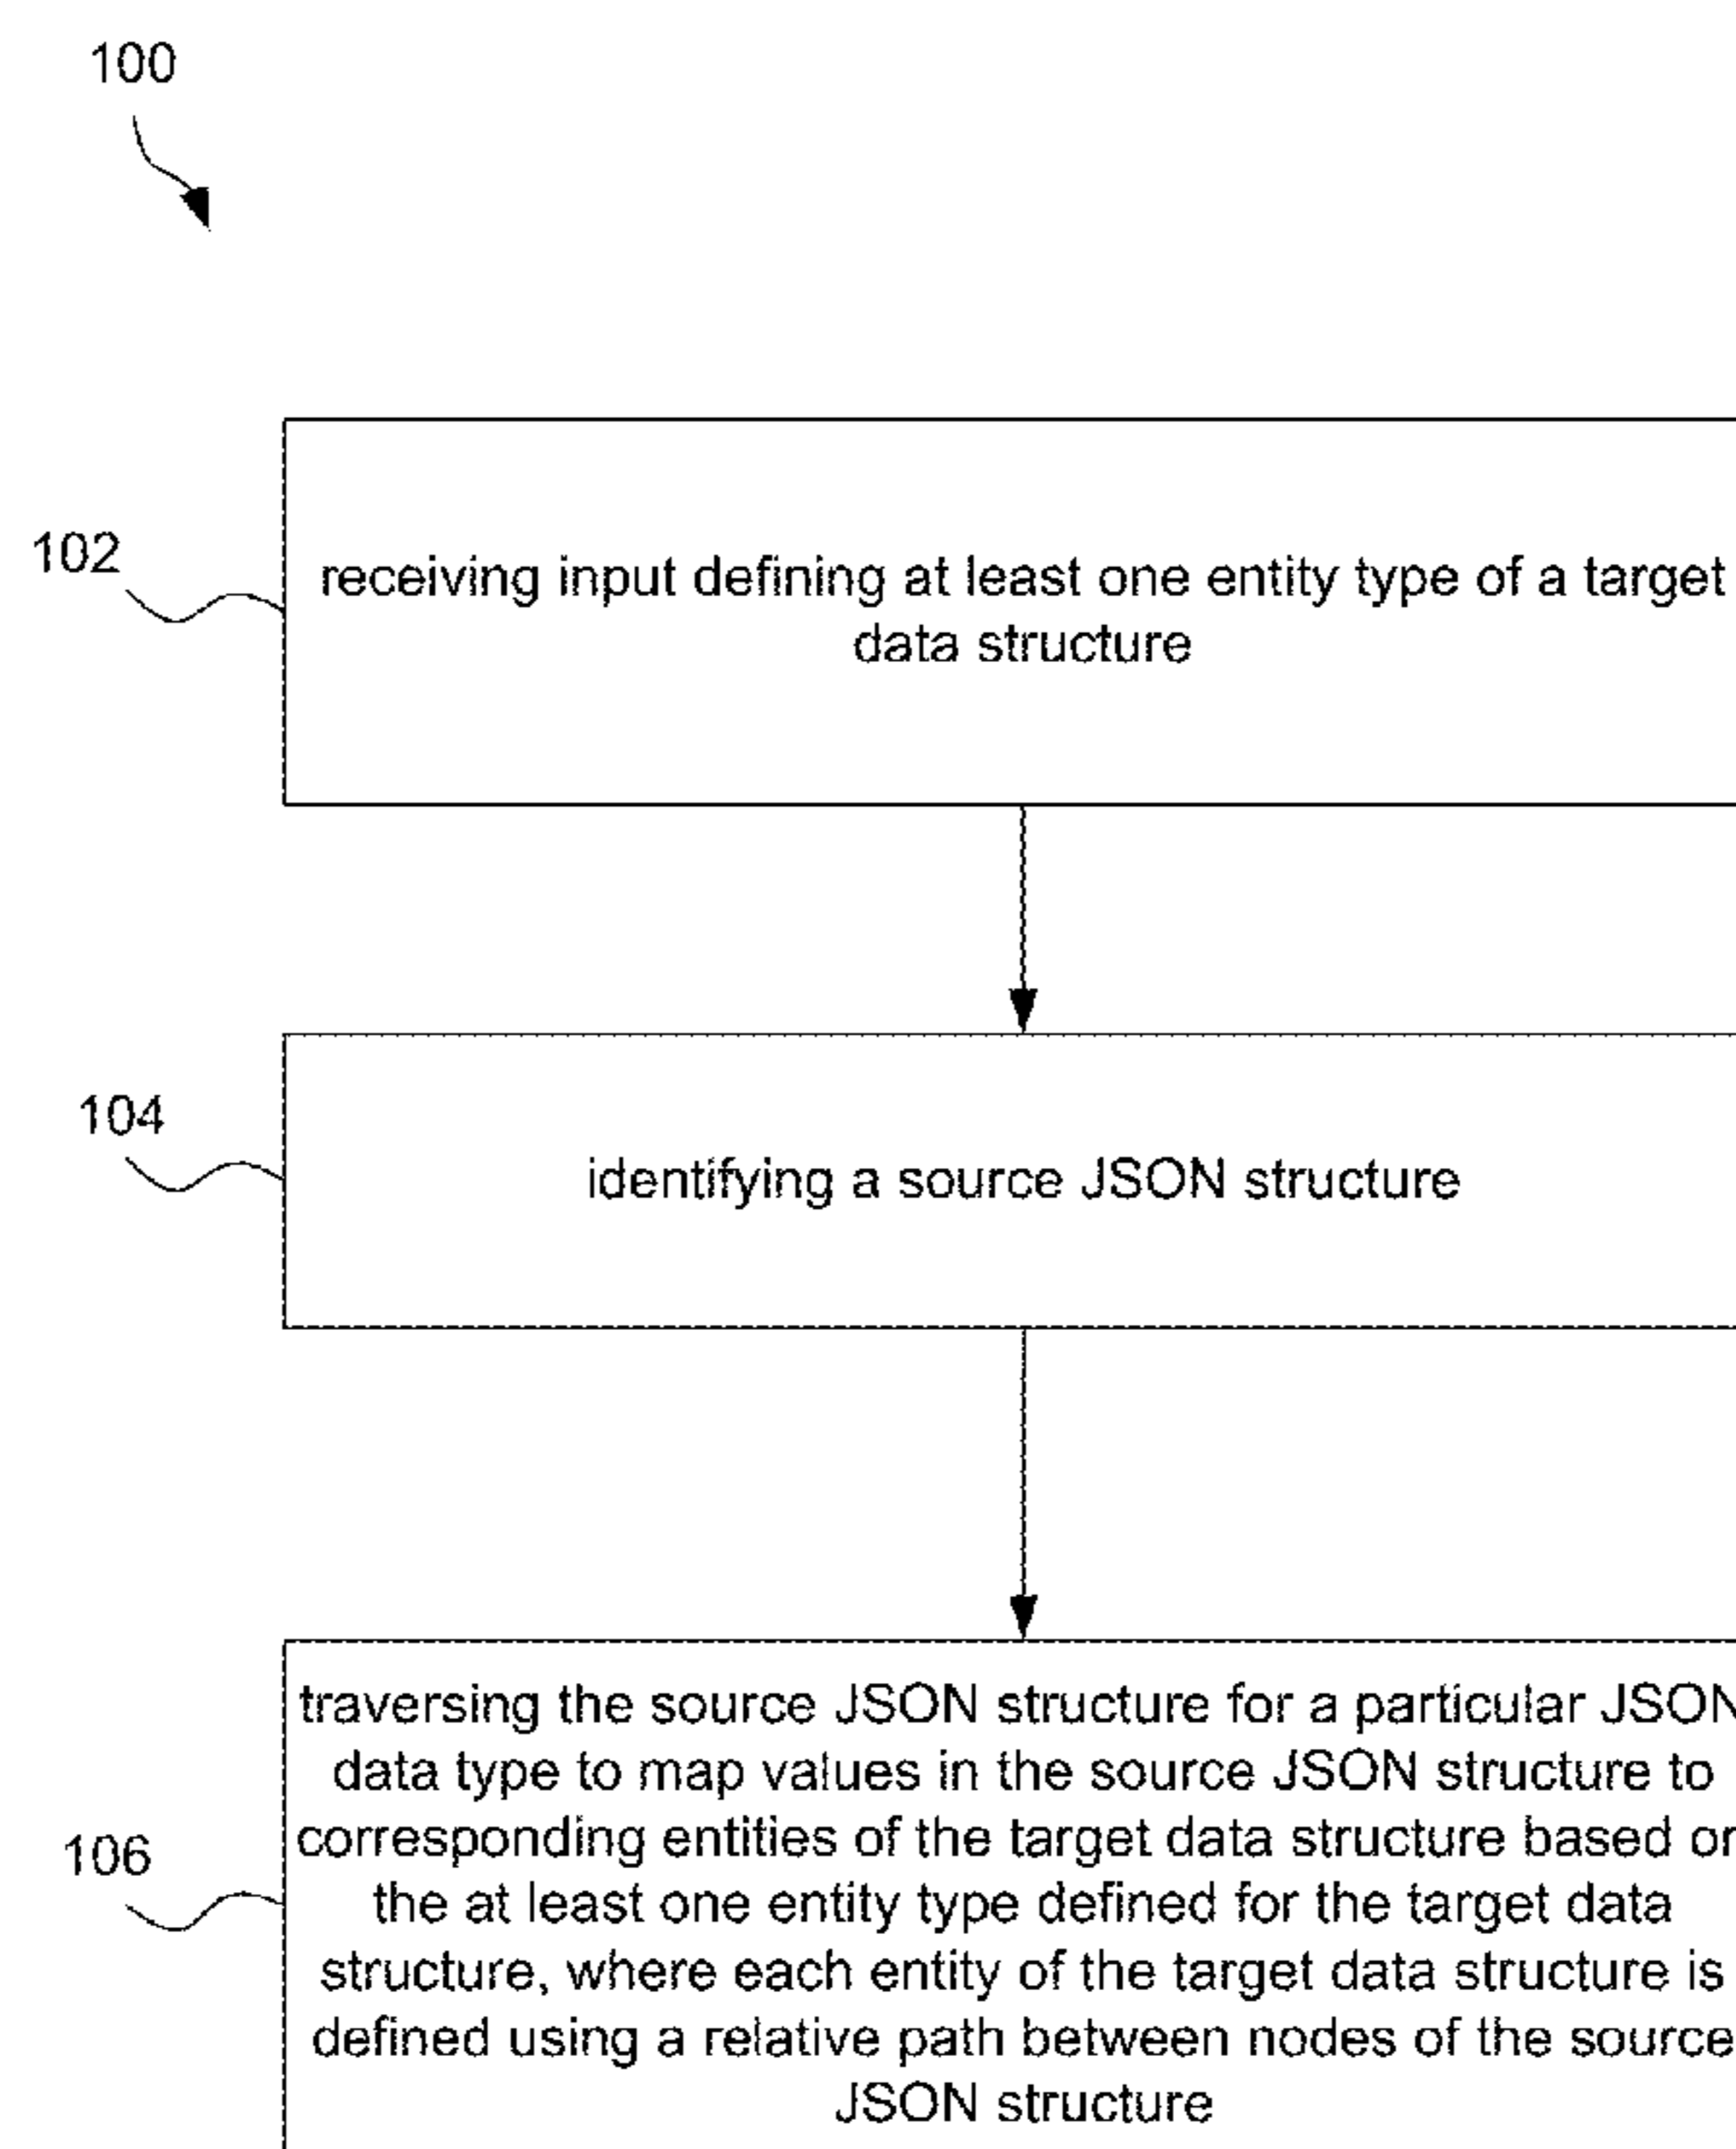 100
102
receiving input defining at least one entity type of a target
data structure
104
identifying a source JSON structure
106
traversing the source JSON structure for a particular JSON
data type to map values in the source JSON structure to
corresponding entities of the target data structure based on
the at least one entity type defined for the target data
structure, where each entity of the target data structure is
defined using a relative path between nodes of the source
JSON structure